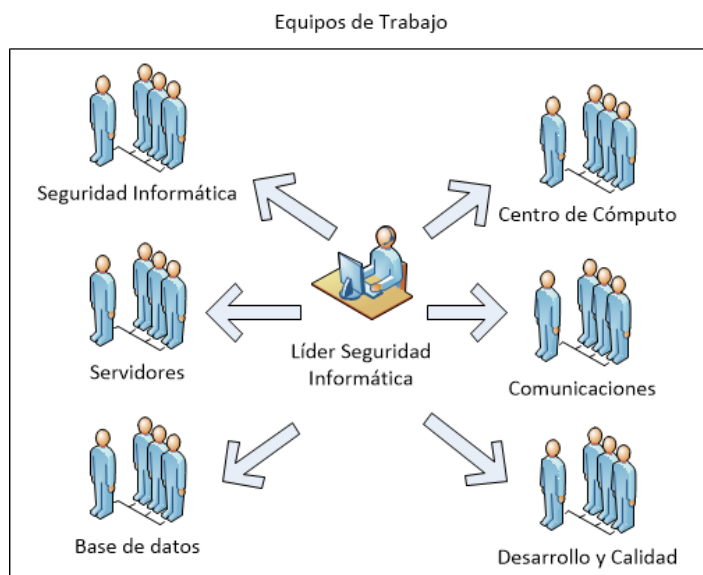 Equipos de Trabajo
Seguridad Informática
Centro de Cómputo
Servidores
Líder Seguridad
Informática
Comunicaciones
Base de datos
Desarrollo y Calidad